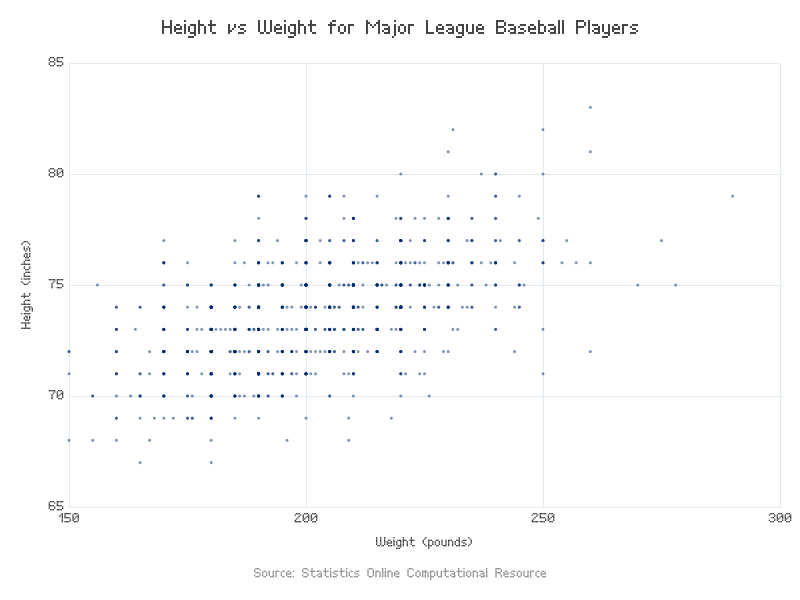 Height vs Weight for Major League Baseball Players
85
80
75
70
65
150
200
250
300
Height (inches)
Weight (pounds)
Source: Statistics Online Computational Resource